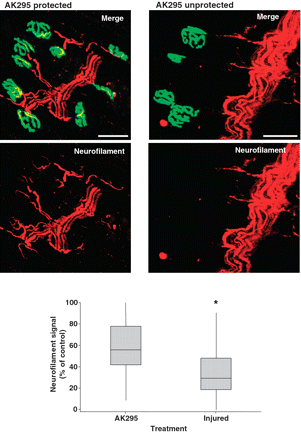 AK295 protected
AK295 unprotected
Merge
Merge
Neurofilament
Neurofilament
Neurofilament signal
(% of control)
100
80
60
40
20
0
*
AK295
Injured
Treatment